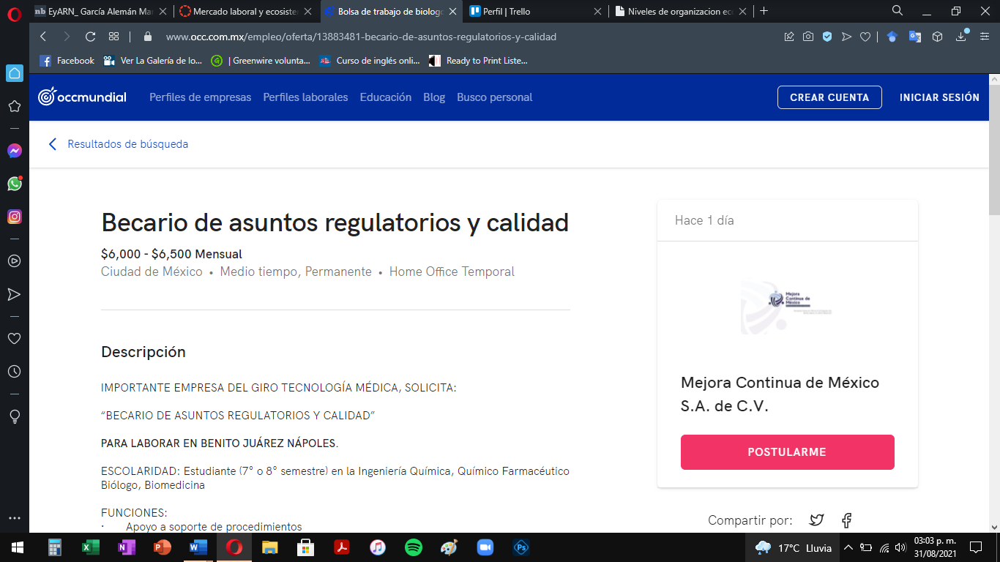 EyARN_ García Alemán Mar
Mercado laboral y ecosiste
Bolsa de trabajo de biologo
Perfil | Trello
Niveles de organizacion eco
www.occ.com.mx/empleo/oferta/13883481-becario-de-asuntos-regulatorios-y-calidad
Facebook
Ver La Galería de lo...
| Greenwire volunta...
Curso de inglés onli...
Ready to Print Liste...
occmundial
Perfiles de empresas
Perfiles laborales
Educación
Blog
Busco personal
CREAR CUENTA
INICIAR SESIÓN
Resultados de búsqueda
Becario de asuntos regulatorios y calidad
$6,000 - $6,500 Mensual
Ciudad de México • Medio tiempo, Permanente • Home Office Temporal
Descripción
IMPORTANTE EMPRESA DEL GIRO TECNOLOGÍA MÉDICA, SOLICITA:
“BECARIO DE ASUNTOS REGULATORIOS Y CALIDAD”
PARA LABORAR EN BENITO JUÁREZ NÁPOLES.
ESCOLARIDAD: Estudiante (7° o 8° semestre) en la Ingeniería Química, Químico Farmacéutico
Biólogo, Biomedicina
FUNCIONES:
· Apoyo a soporte de procedimientos
Hace 1 día
Mejora
Continua de
México
Mejora Continua de México
S.A. de C.V.
POSTULARME
Compartir por:
17°C Lluvia
03:03 p. m.
31/08/2021